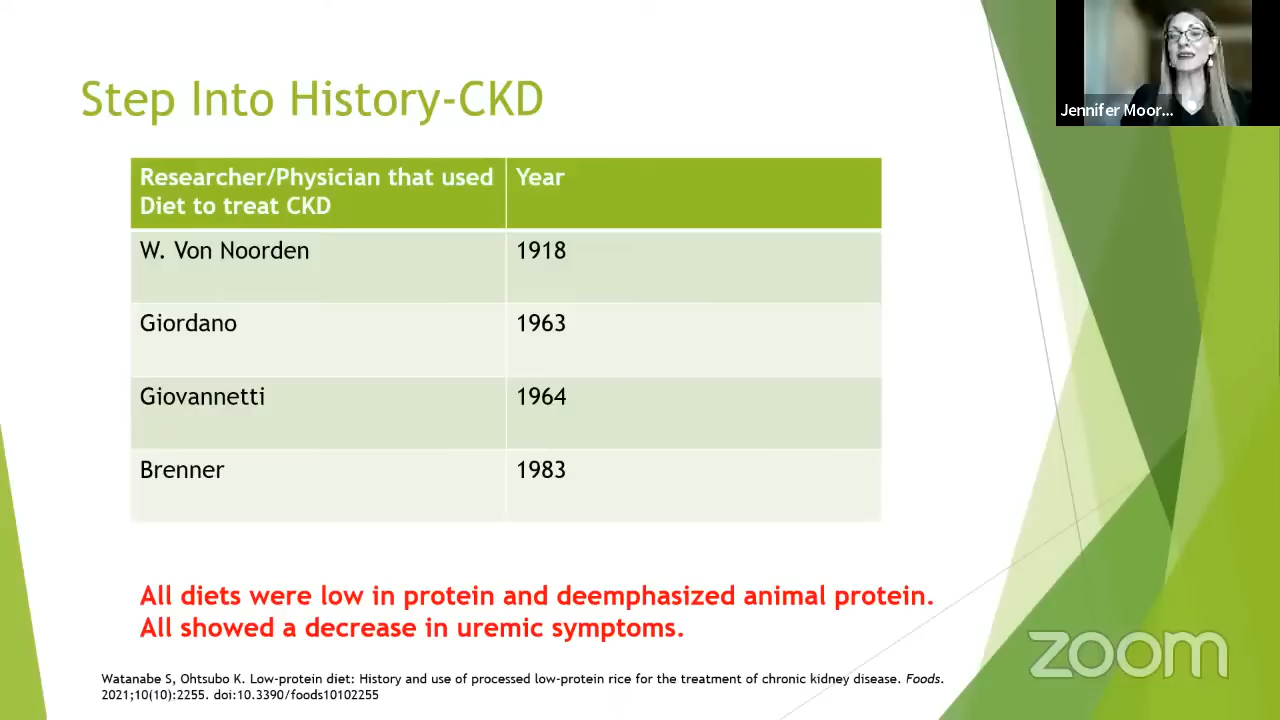 Jennifer Moor...
Step Into History-CKD
Researcher/Physician that used Year
Diet to treat CKD
W. Von Noorden 1918
Giordano 1963
Giovannetti 1964
Brenner 1983
All diets were low in protein and deemphasized animal protein.
All showed a decrease in uremic symptoms.
zoom
Watanabe S, Ohtsubo K. Low-protein diet: History and use of processed low-protein rice for the treatment of chronic kidney disease. Foods.
2021;10(10):2255. doi:10.3390/foods10102255